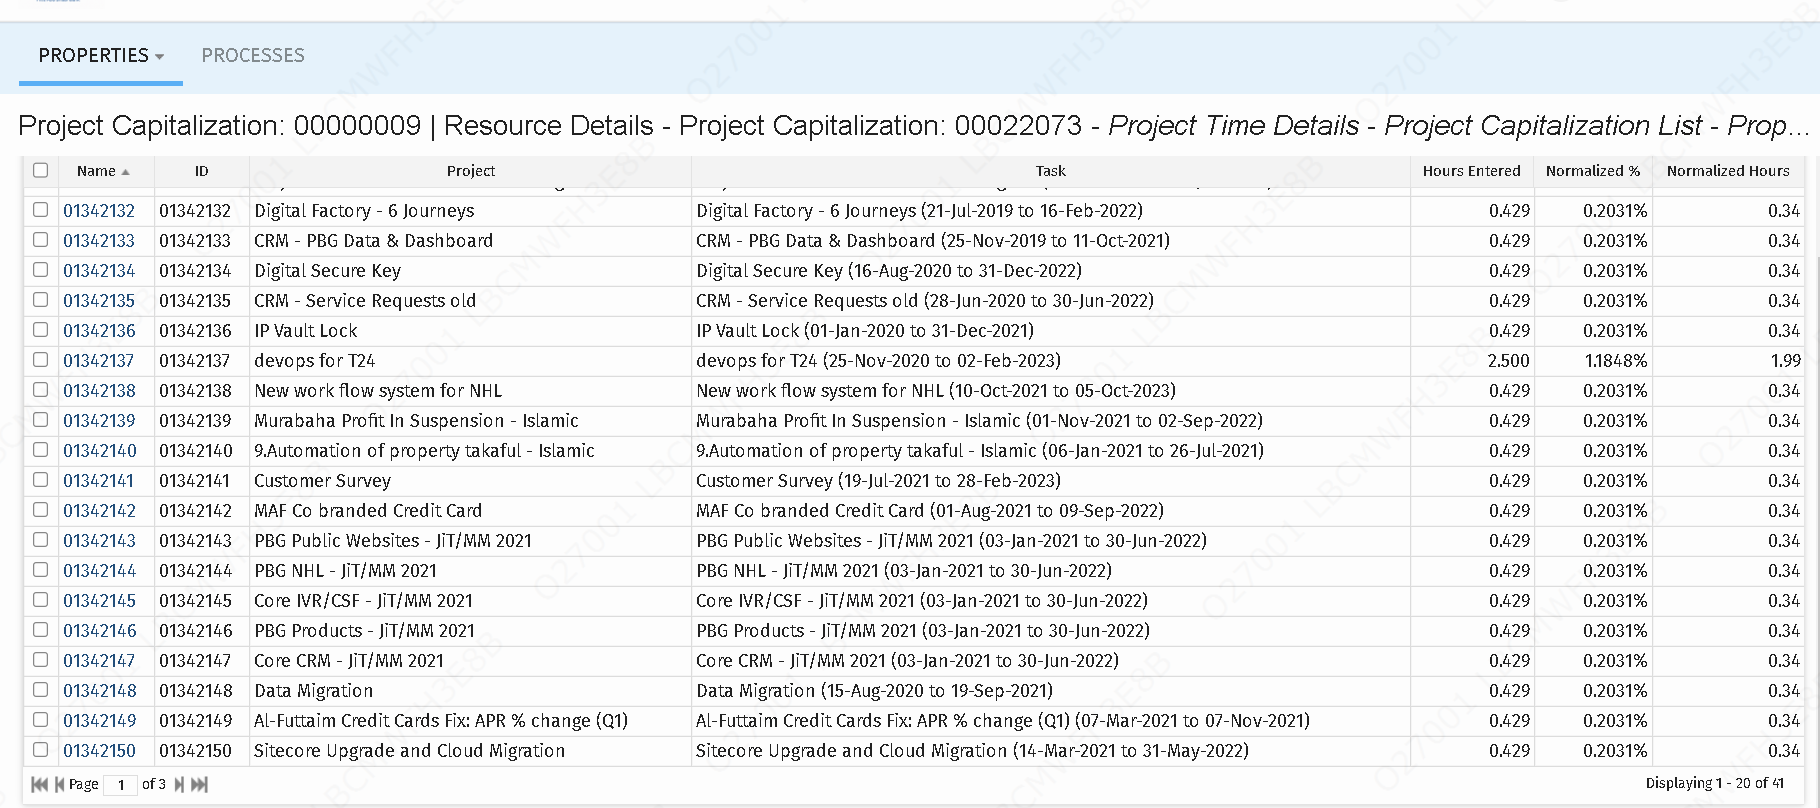 PROPERTIES PROCESSES
Project Capitalization: 00000009 | Resource Details - Project Capitalization: 00022073 - Project Time Details - Project Capitalization List - Prop...
Name ID Project Task Hours Entered Normalized % Normalized Hours
01342132 01342132 Digital Factory - 6 Journeys Digital Factory - 6 Journeys (21-Jul-2019 to 16-Feb-2022) 0.429 0.2031% 0.34
01342133 01342133 CRM - PBG Data & Dashboard CRM - PBG Data & Dashboard (25-Nov-2019 to 11-Oct-2021) 0.429 0.2031% 0.34
01342134 01342134 Digital Secure Key Digital Secure Key (16-Aug-2020 to 31-Dec-2022) 0.429 0.2031% 0.34
01342135 01342135 CRM - Service Requests old CRM - Service Requests old (28-Jun-2020 to 30-Jun-2022) 0.429 0.2031% 0.34
01342136 01342136 IP Vault Lock IP Vault Lock (01-Jan-2020 to 31-Dec-2021) 0.429 0.2031% 0.34
01342137 01342137 devops for T24 devops for T24 (25-Nov-2020 to 02-Feb-2023) 2.500 1.1848% 1.99
01342138 01342138 New work flow system for NHL New work flow system for NHL (10-Oct-2021 to 05-Oct-2023) 0.429 0.2031% 0.34
01342139 01342139 Murabaha Profit In Suspension - Islamic Murabaha Profit In Suspension - Islamic (01-Nov-2021 to 02-Sep-2022) 0.429 0.2031% 0.34
01342140 01342140 9.Automation of property takaful - Islamic 9.Automation of property takaful - Islamic (06-Jan-2021 to 26-Jul-2021) 0.429 0.2031% 0.34
01342141 01342141 Customer Survey Customer Survey (19-Jul-2021 to 28-Feb-2023) 0.429 0.2031% 0.34
01342142 01342142 MAF Co branded Credit Card MAF Co branded Credit Card (01-Aug-2021 to 09-Sep-2022) 0.429 0.2031% 0.34
01342143 01342143 PBG Public Websites - JiT/MM 2021 PBG Public Websites - JiT/MM 2021 (03-Jan-2021 to 30-Jun-2022) 0.429 0.2031% 0.34
01342144 01342144 PBG NHL - JiT/MM 2021 PBG NHL - JiT/MM 2021 (03-Jan-2021 to 30-Jun-2022) 0.429 0.2031% 0.34
01342145 01342145 Core IVR/CSF - JiT/MM 2021 Core IVR/CSF - JiT/MM 2021 (03-Jan-2021 to 30-Jun-2022) 0.429 0.2031% 0.34
01342146 01342146 PBG Products - JiT/MM 2021 PBG Products - JiT/MM 2021 (03-Jan-2021 to 30-Jun-2022) 0.429 0.2031% 0.34
01342147 01342147 Core CRM - JiT/MM 2021 Core CRM - JiT/MM 2021 (03-Jan-2021 to 30-Jun-2022) 0.429 0.2031% 0.34
01342148 01342148 Data Migration Data Migration (15-Aug-2020 to 19-Sep-2021) 0.429 0.2031% 0.34
01342149 01342149 Al-Futtaim Credit Cards Fix: APR % change (Q1) Al-Futtaim Credit Cards Fix: APR % change (Q1) (07-Mar-2021 to 07-Nov-2021) 0.429 0.2031% 0.34
01342150 01342150 Sitecore Upgrade and Cloud Migration Sitecore Upgrade and Cloud Migration (14-Mar-2021 to 31-May-2022) 0.429 0.2031% 0.34
Page 1 of 3 Displaying 1 - 20 of 41